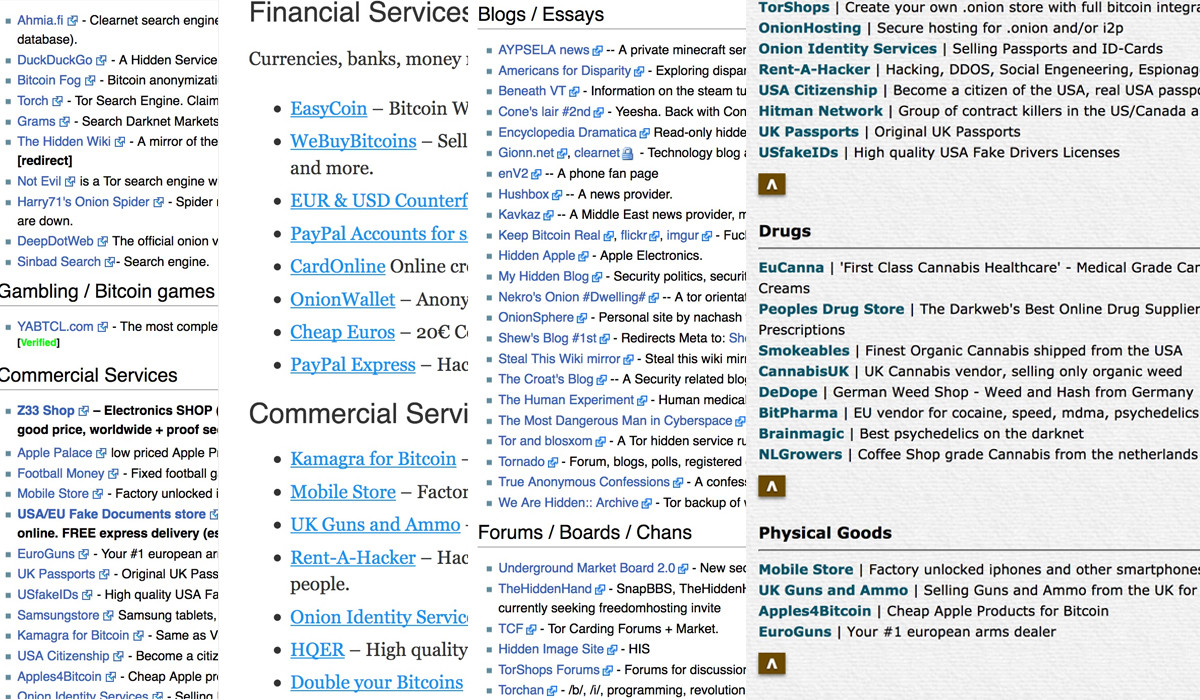 Ahmia.fi - Clearnet search engine
database).
DuckDuckGo - A Hidden Service
Bitcoin Fog - Bitcoin anonymizati
Torch - Tor Search Engine. Claim
Grams - Search Darknet Markets
The Hidden Wiki - A mirror of the
[redirect]
Not Evil is a Tor search engine w
Harry71's Onion Spider - Spider
are down.
DeepDotWeb The official onion v
Sinbad Search - Search engine.
Gambling / Bitcoin games
YABTCL.com - The most comple
[Verified]
Commercial Services
Z33 Shop – Electronics SHOP (
good price, worldwide + proof se
Apple Palace low priced Apple Pr
Football Money - Fixed football g
Mobile Store - Factory unlocked i
USA/EU Fake Documents store
online. FREE express delivery (es
EuroGuns - Your #1 european ar
UK Passports - Original UK Pass
USfakeIDs - High quality USA Fa
Samsungstore Samsung tablets,
Kamagra for Bitcoin - Same as V
USA Citizenship - Become a citiz
Apples4Bitcoin - Cheap Apple pr
Onion Identity Services - Selling
Financial Services
Currencies, banks, money
EasyCoin – Bitcoin W
WeBuyBitcoins – Sell
and more.
EUR & USD Counterf
PayPal Accounts for s
CardOnline Online cre
OnionWallet – Anony
Cheap Euros – 20€ C
PayPal Express – Hac
Commercial Servi
Kamagra for Bitcoin –
Mobile Store – Factor
UK Guns and Ammo -
Rent-A-Hacker – Hac
people.
Onion Identity Servic
HQER – High quality
Double your Bitcoins
Blogs / Essays
AYPSELA news -- A private minecraft ser
Americans for Disparity - Exploring dispar
Beneath VT - Information on the steam tu
Cone's lair #2nd - Yeesha. Back with Con
Encyclopedia Dramatica Read-only hidde
Gionn.net, clearnet - Technology blog a
enV2 -- A phone fan page
Hushbox -- A news provider.
Kavkaz -- A Middle East news provider, m
Keep Bitcoin Real, flickr, imgur - Fuc
Hidden Apple - Apple Electronics.
My Hidden Blog - Security politics, securit
Nekro's Onion #Dwelling# -- A tor orientat
OnionSphere - Personal site by nachash
Shew's Blog #1st - Redirects Meta to: Sh
Steal This Wiki mirror - Steal this wiki mirr
The Croat's Blog -- A Security related blog
The Human Experiment - Human medica
The Most Dangerous Man in Cyberspace
Tor and blosxom - A Tor hidden service ru
Tornado - Forum, blogs, polls, registered
True Anonymous Confessions - A confes
We Are Hidden:: Archive - Tor backup of w
Forums / Boards / Chans
Underground Market Board 2.0 - New sec
TheHiddenHand - SnapBBS, TheHiddenH
currently seeking freedomhosting invite
TCF - Tor Carding Forums + Market.
Hidden Image Site - HIS
TorShops Forums - Forums for discussion
Torchan - /b/, /i/, programming, revolution
TorShops | Create your own .onion store with full bitcoin integra
OnionHosting | Secure hosting for .onion and/or i2p
Onion Identity Services | Selling Passports and ID-Cards
Rent-A-Hacker | Hacking, DDOS, Social Engeneering, Espionag
USA Citizenship | Become a citizen of the USA, real USA passpo
Hitman Network | Group of contract killers in the US/Canada a
UK Passports | Original UK Passports
USfakeIDs | High quality USA Fake Drivers Licenses
Drugs
EuCanna | 'First Class Cannabis Healthcare' - Medical Grade Can
Creams
Peoples Drug Store | The Darkweb's Best Online Drug Supplier
Prescriptions
Smokeables | Finest Organic Cannabis shipped from the USA
CannabisUK | UK Cannabis vendor, selling only organic weed
DeDope | German Weed Shop - Weed and Hash from Germany
BitPharma | EU vendor for cocaine, speed, mdma, psychedelics
Brainmagic | Best psychedelics on the darknet
NLGrowers | Coffee Shop grade Cannabis from the netherlands
Physical Goods
Mobile Store | Factory unlocked iphones and other smartphones
UK Guns and Ammo | Selling Guns and Ammo from the UK for
Apples4Bitcoin | Cheap Apple Products for Bitcoin
EuroGuns | Your #1 european arms dealer